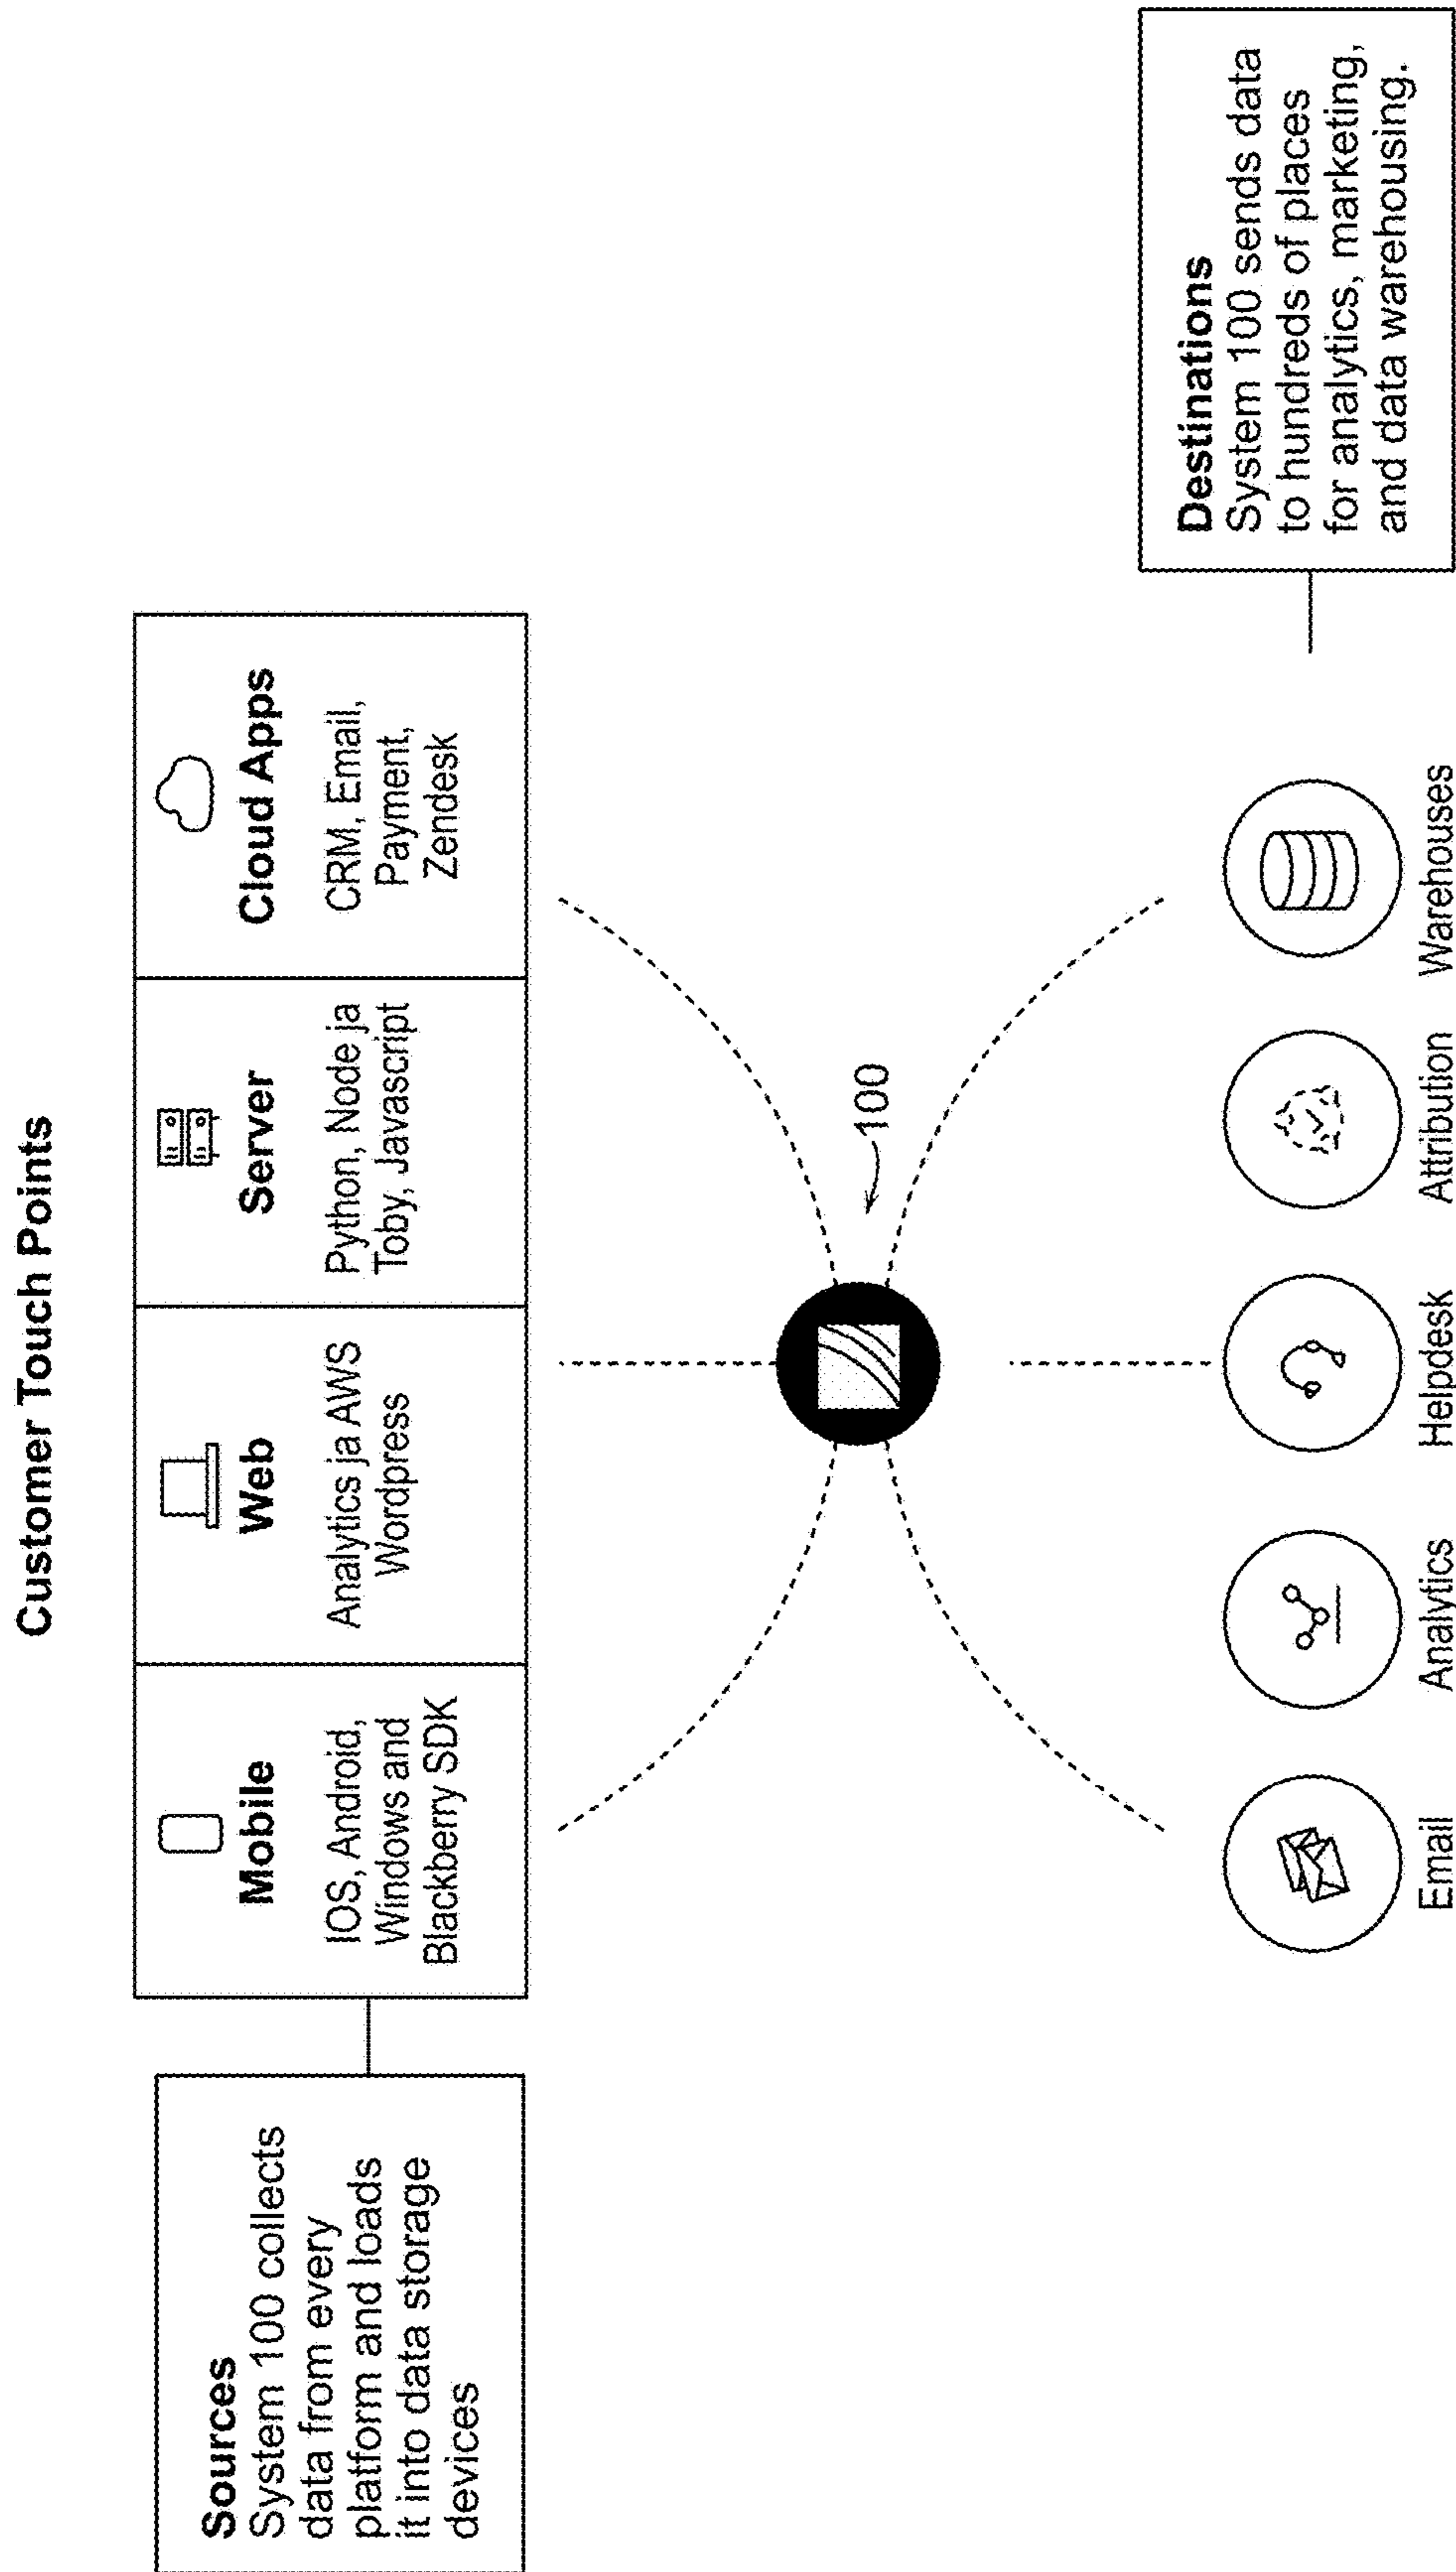 Customer Touch Points
Sources
System 100 collects
data from every
platform and loads
it into data storage
devices
Mobile
IOS, Android,
Windows and
Blackberry SDK
Web
Analytics ja AWS
Wordpress
Server
Python, Node ja
Toby, Javascript
Cloud Apps
CRM, Email,
Payment,
Zendesk
100
Email
Analytics
Helpdesk
Attribution
Warehouses
Destinations
System 100 sends data
to hundreds of places
for analytics, marketing,
and data warehousing.